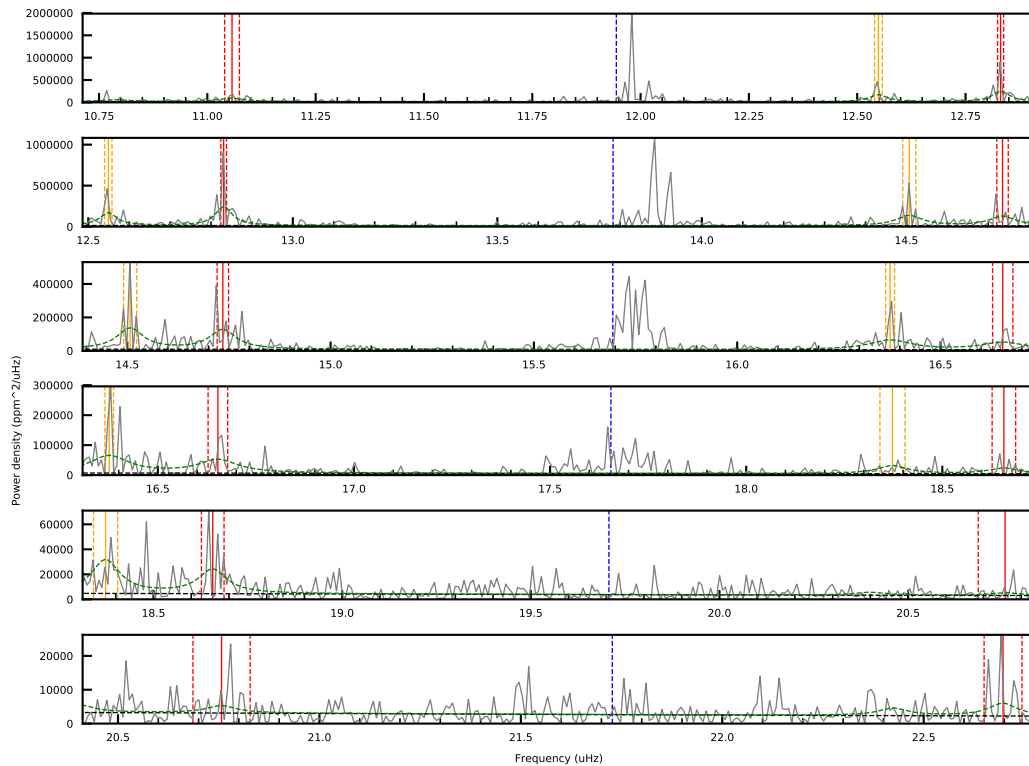 2000000
1500000
1000000
500000
0
10.75 11.00 11.25 11.50 11.75 12.00 12.25 12.50 12.75
1000000
500000
0
12.5 13.0 13.5 14.0 14.5
400000
200000
0
14.5 15.0 15.5 16.0 16.5
300000
200000
100000
0
16.5 17.0 17.5 18.0 18.5
60000
40000
20000
0
18.5 19.0 19.5 20.0 20.5
20000
10000
0
20.5 21.0 21.5 22.0 22.5
Power density (ppm^2/uHz)
Frequency (uHz)